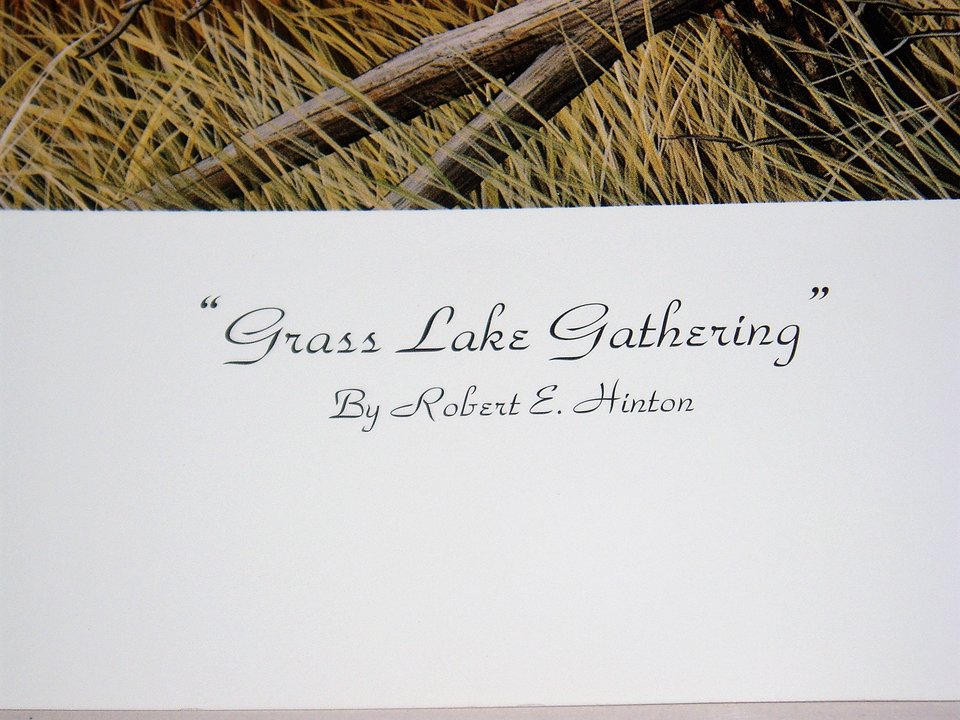 “Grass Lake Gathering”
By Robert E. Hinton